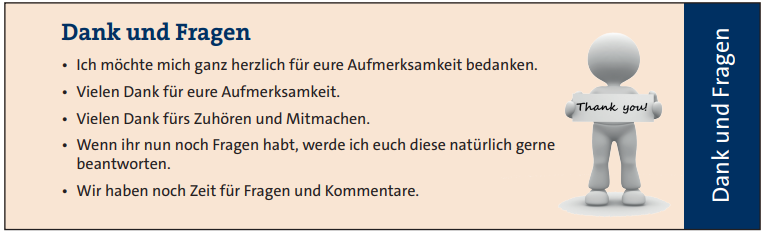 Dank und Fragen
• Ich möchte mich ganz herzlich für eure Aufmerksamkeit bedanken.
• Vielen Dank für eure Aufmerksamkeit.
• Vielen Dank fürs Zuhören und Mitmachen.
• Wenn ihr nun noch Fragen habt, werde ich euch diese natürlich gerne
beantworten.
• Wir haben noch Zeit für Fragen und Kommentare.
Thank you!
Dank und Fragen